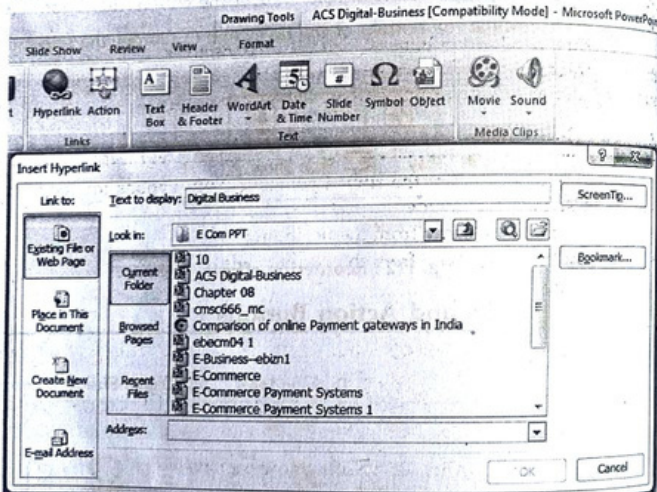 Drawing Tools ACS Digital-Business [Compatibility Mode] - Microsoft PowerPoin
Slide Show Review View Format
Hyperlink Action Text Box Header & Footer WordArt Date & Time Slide Number Symbol Object Movie Sound
Links Text Media Clips
Insert Hyperlink
Link to: Text to display: Digital Business ScreenTip...
Existing File or Web Page
Look in: E Com PPT
Bookmark...
Current Folder
10
ACS Digital-Business
Chapter 08
cmsc666_mc
Place in This Document
Browsed Pages
Comparison of online Payment gateways in India
ebecm04 1
E-Business--ebizn1
Create New Document
Recent Files
E-Commerce
E-Commerce Payment Systems
E-Commerce Payment Systems 1
E-mail Address
Address:
OK Cancel